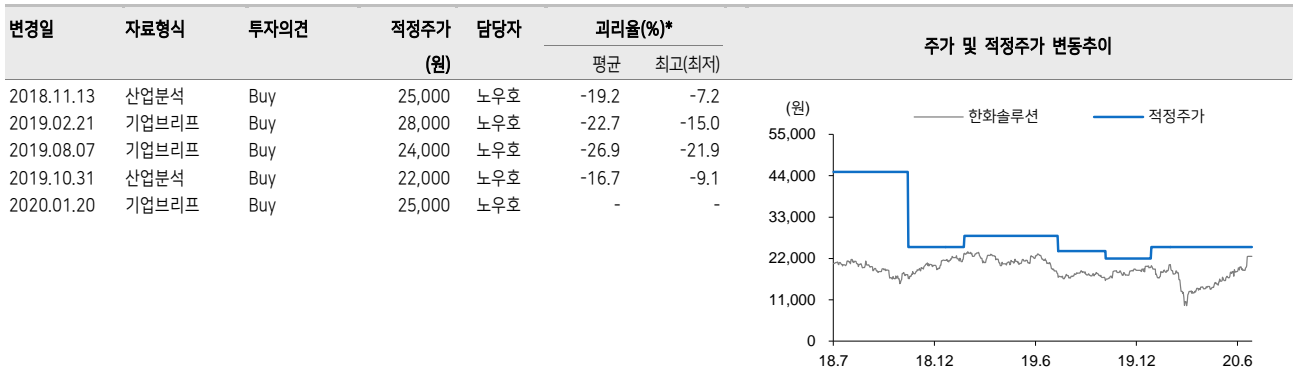 변경일 자료형식 투자의견 적정주가 담당자 괴리율(%)*
(원) 평균 최고(최저)
2018.11.13 산업분석 Buy 25,000 노우호 -19.2 -7.2
2019.02.21 기업브리프 Buy 28,000 노우호 -22.7 -15.0
2019.08.07 기업브리프 Buy 24,000 노우호 -26.9 -21.9
2019.10.31 산업분석 Buy 22,000 노우호 -16.7 -9.1
2020.01.20 기업브리프 Buy 25,000 노우호 - -
주가 및 적정주가 변동추이
(원) 한화솔루션 적정주가
55,000
44,000
33,000
22,000
11,000
0
18.7 18.12 19.6 19.12 20.6